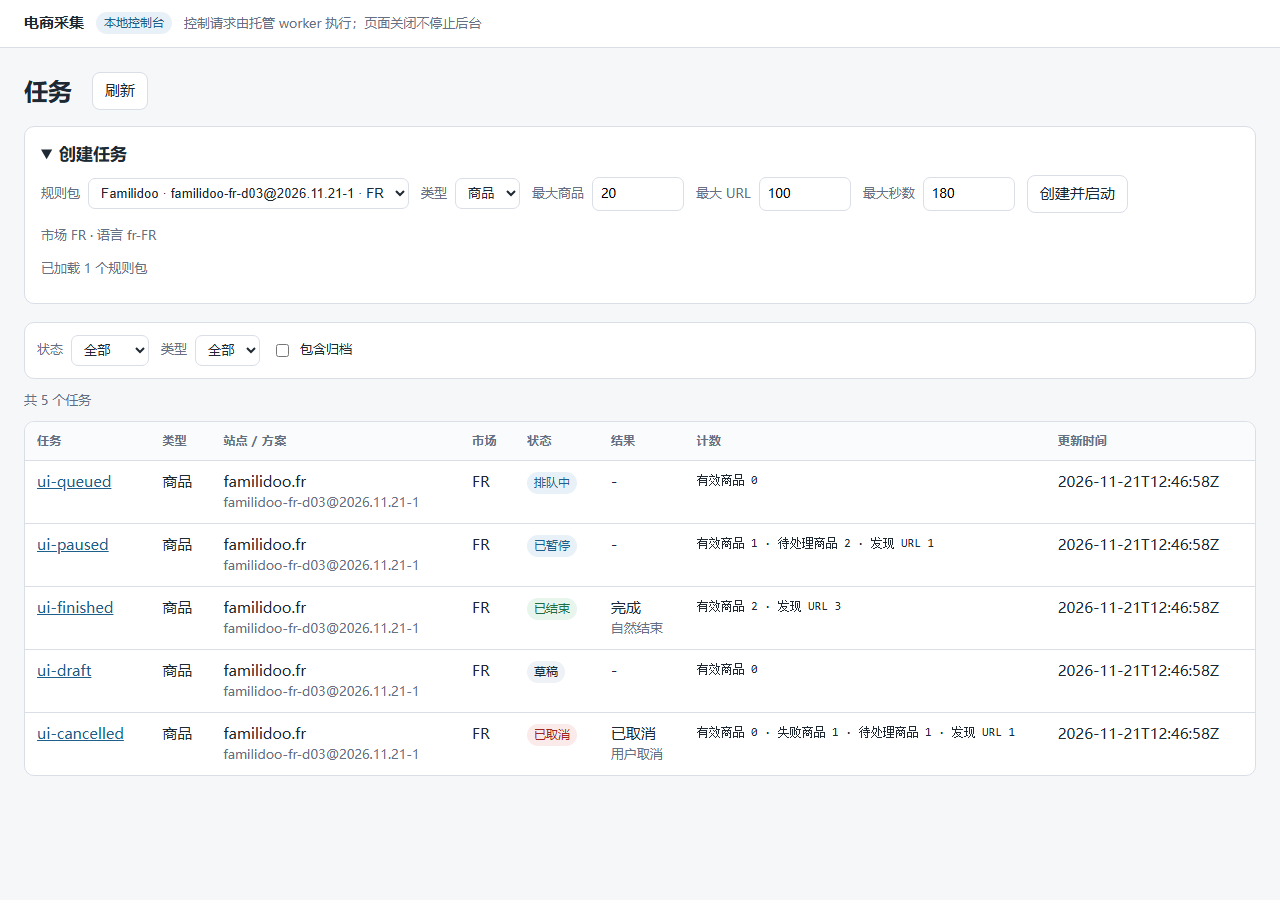 电商采集 本地控制台 控制请求由托管 worker 执行；页面关闭不停止后台
任务 刷新
▼ 创建任务
规则包 Familidoo · familidoo-fr-d03@2026.11.21-1 · FR 类型 商品 最大商品 20 最大 URL 100 最大秒数 180 创建并启动
市场 FR · 语言 fr-FR
已加载 1 个规则包
状态 全部 类型 全部 包含归档
共 5 个任务
任务 类型 站点 / 方案 市场 状态 结果 计数 更新时间
ui-queued 商品 familidoo.fr FR 排队中 - 有效商品 0 2026-11-21T12:46:58Z
familidoo-fr-d03@2026.11.21-1
ui-paused 商品 familidoo.fr FR 已暂停 - 有效商品 1 · 待处理商品 2 · 发现 URL 1 2026-11-21T12:46:58Z
familidoo-fr-d03@2026.11.21-1
ui-finished 商品 familidoo.fr FR 已结束 完成 有效商品 2 · 发现 URL 3 2026-11-21T12:46:58Z
familidoo-fr-d03@2026.11.21-1 自然结束
ui-draft 商品 familidoo.fr FR 草稿 - 有效商品 0 2026-11-21T12:46:58Z
familidoo-fr-d03@2026.11.21-1
ui-cancelled 商品 familidoo.fr FR 已取消 已取消 有效商品 0 · 失败商品 1 · 待处理商品 1 · 发现 URL 1 2026-11-21T12:46:58Z
familidoo-fr-d03@2026.11.21-1 用户取消